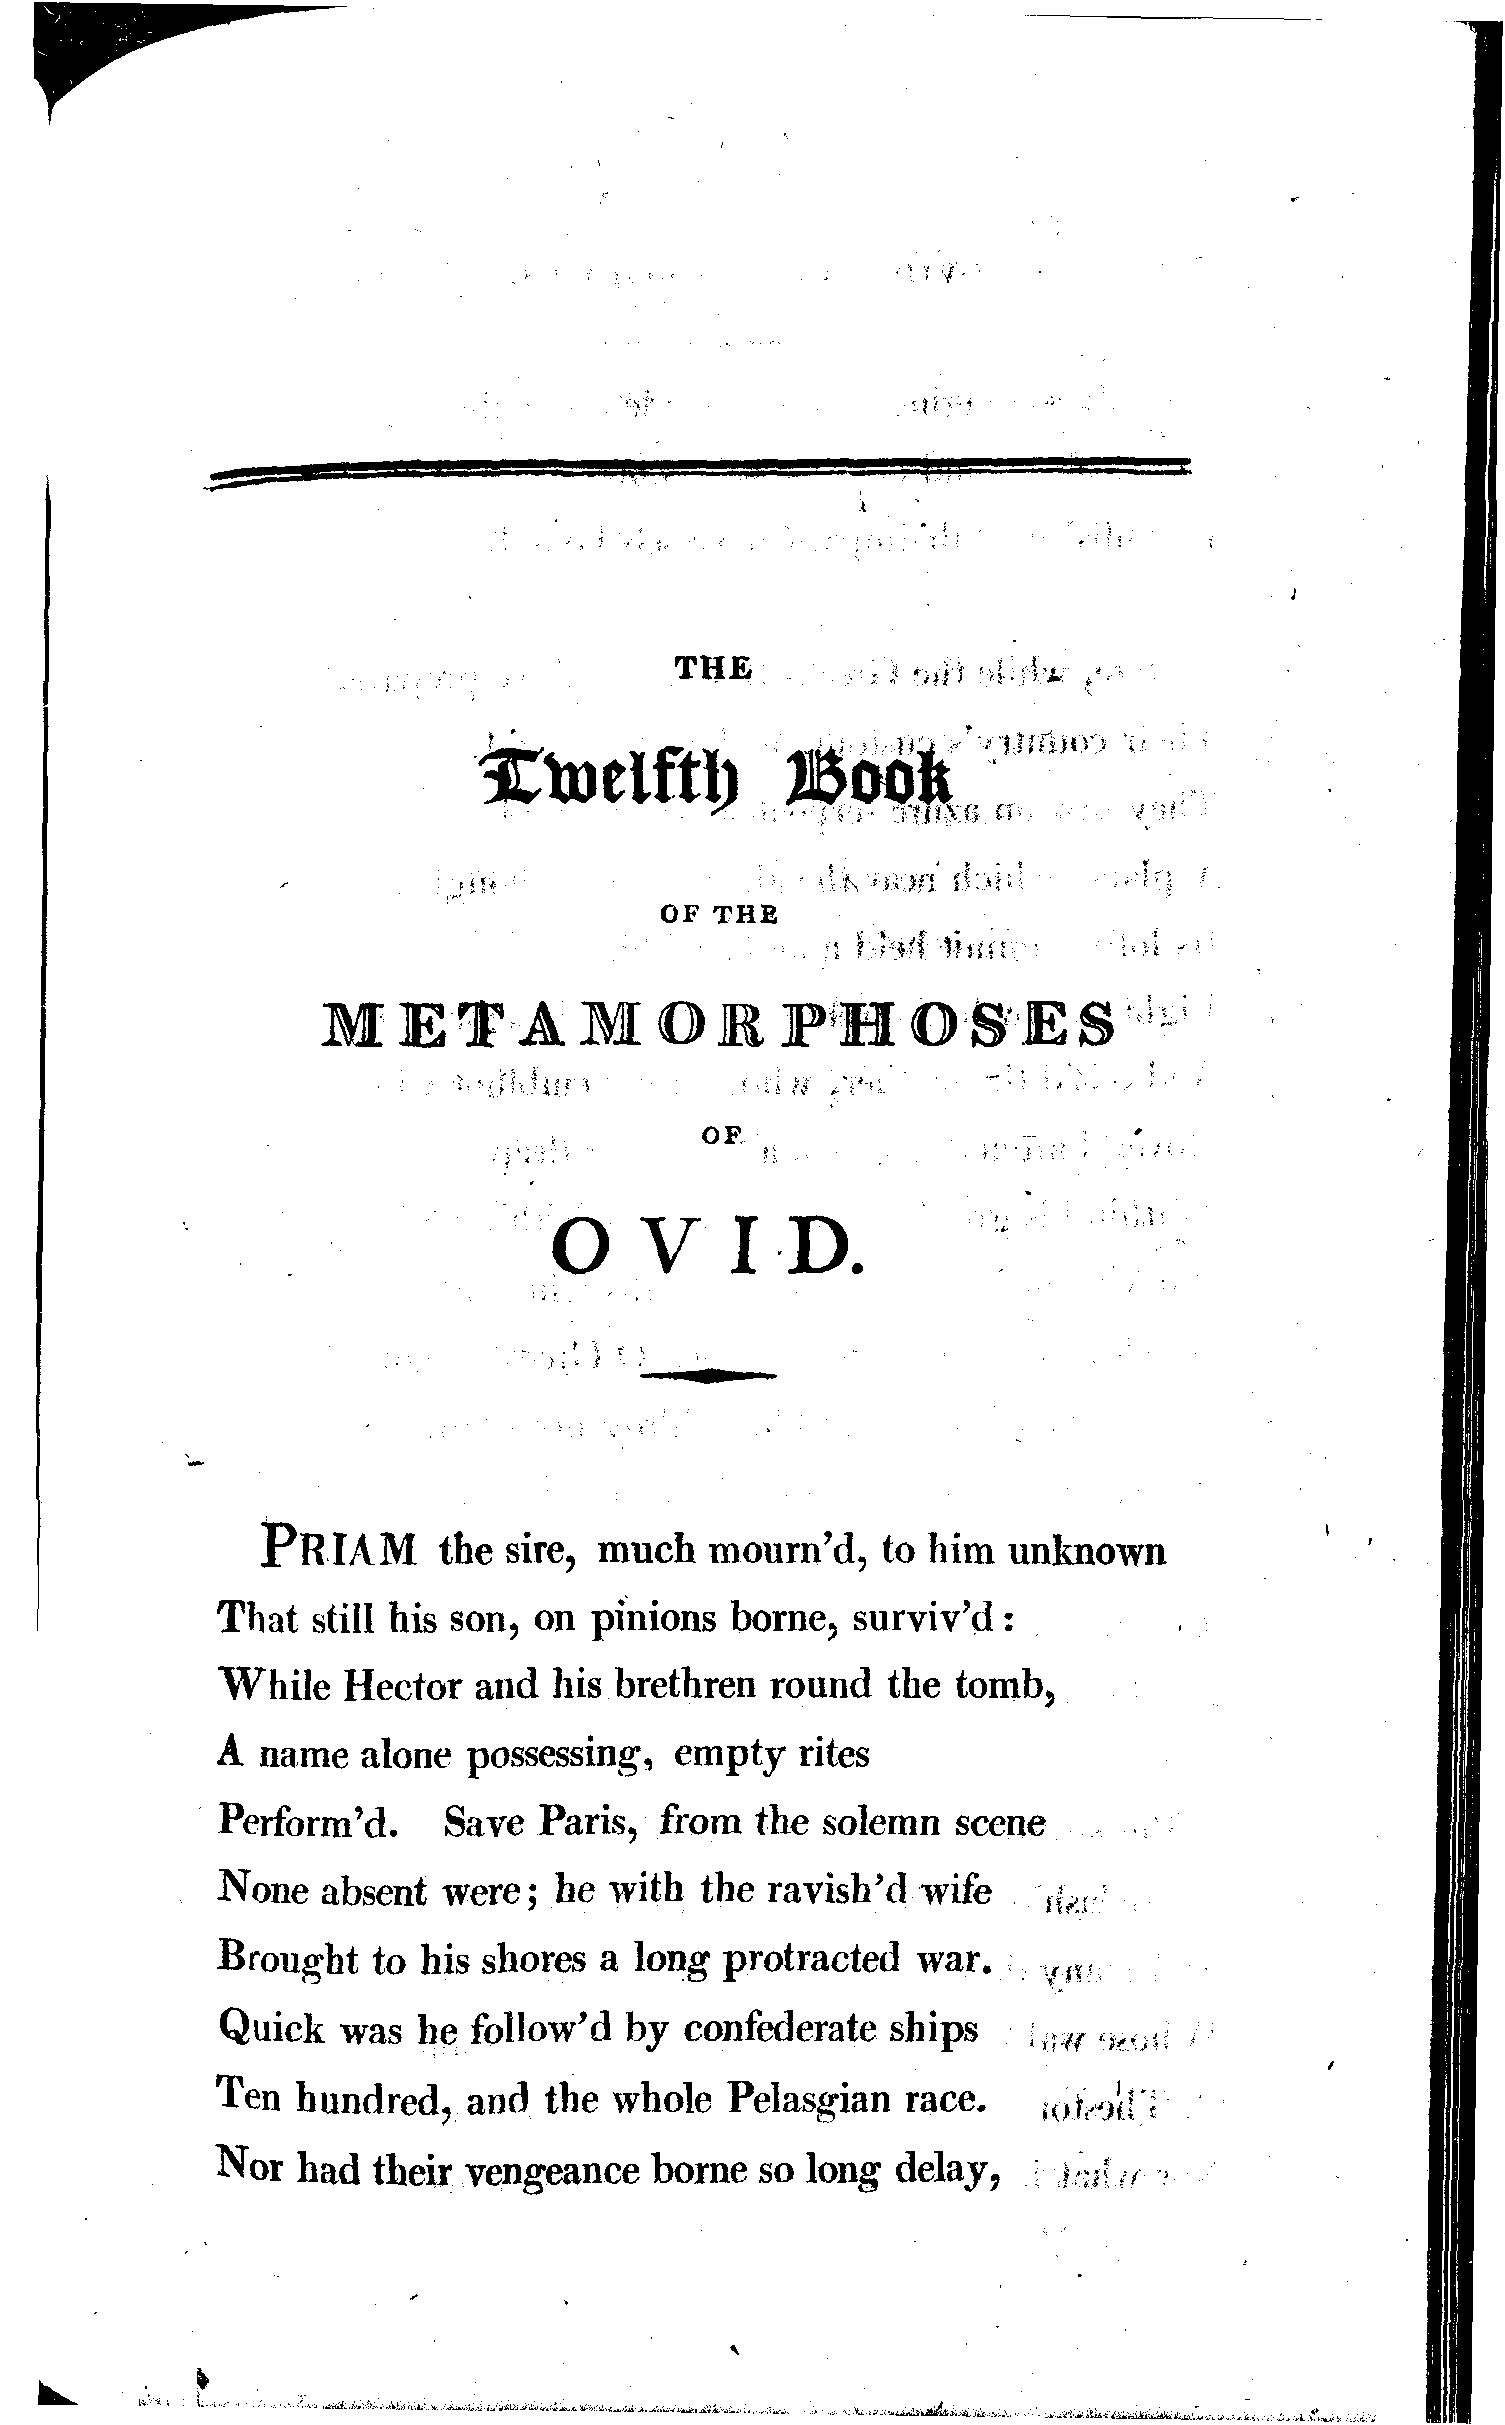 THE
Twelfth Book
OF THE
METAMORPHOSES
OF
OVID.
PRIAM the sire, much mourn'd, to him unknown
That still his son, on pinions borne, surviv'd:
While Hector and his brethren round the tomb,
A name alone possessing, empty rites
Perform'd. Save Paris, from the solemn scene
None absent were; he with the ravish'd wife
Brought to his shores a long protracted war.
Quick was he follow'd by confederate ships
Ten hundred, and the whole Pelasgian race.
Nor had their vengeance borne so long delay,